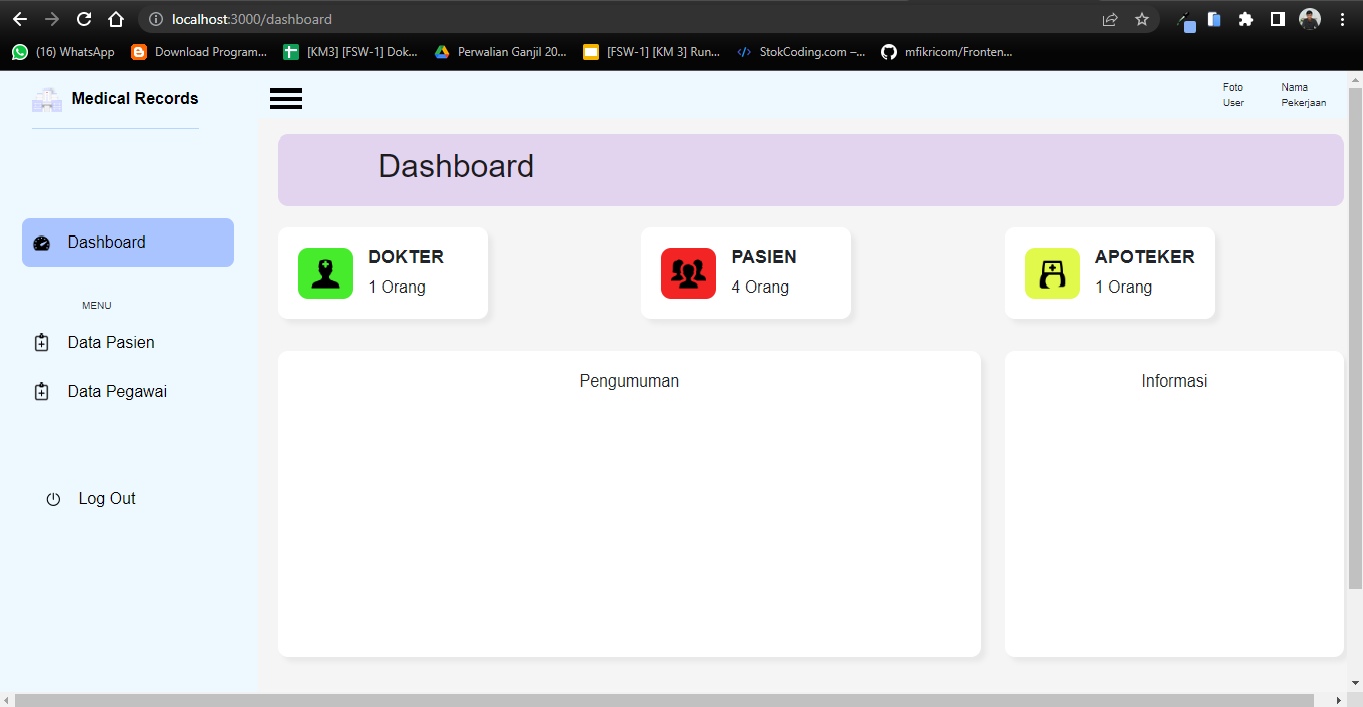 localhost:3000/dashboard
(16) WhatsApp
Download Program...
[KM3] [FSW-1] Dok...
Perwalian Ganjil 20...
[FSW-1] [KM 3] Run...
StokCoding.com –...
mfikricom/Fronten...
Medical Records
Foto
User
Nama
Pekerjaan
Dashboard
Dashboard
MENU
Data Pasien
Data Pegawai
Log Out
DOKTER
1 Orang
PASIEN
4 Orang
APOTEKER
1 Orang
Pengumuman
Informasi